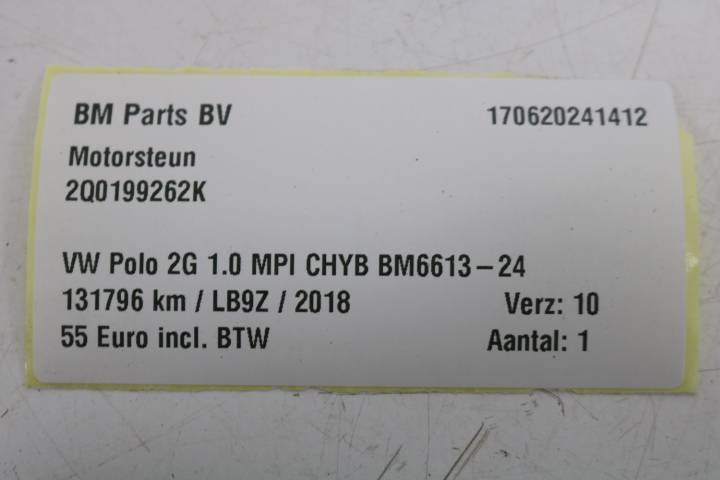 BM Parts BV 170620241412
Motorsteun
2Q0199262K
VW Polo 2G 1.0 MPI CHYB BM6613-24
131796 km / LB9Z / 2018 Verz: 10
55 Euro incl. BTW Aantal: 1